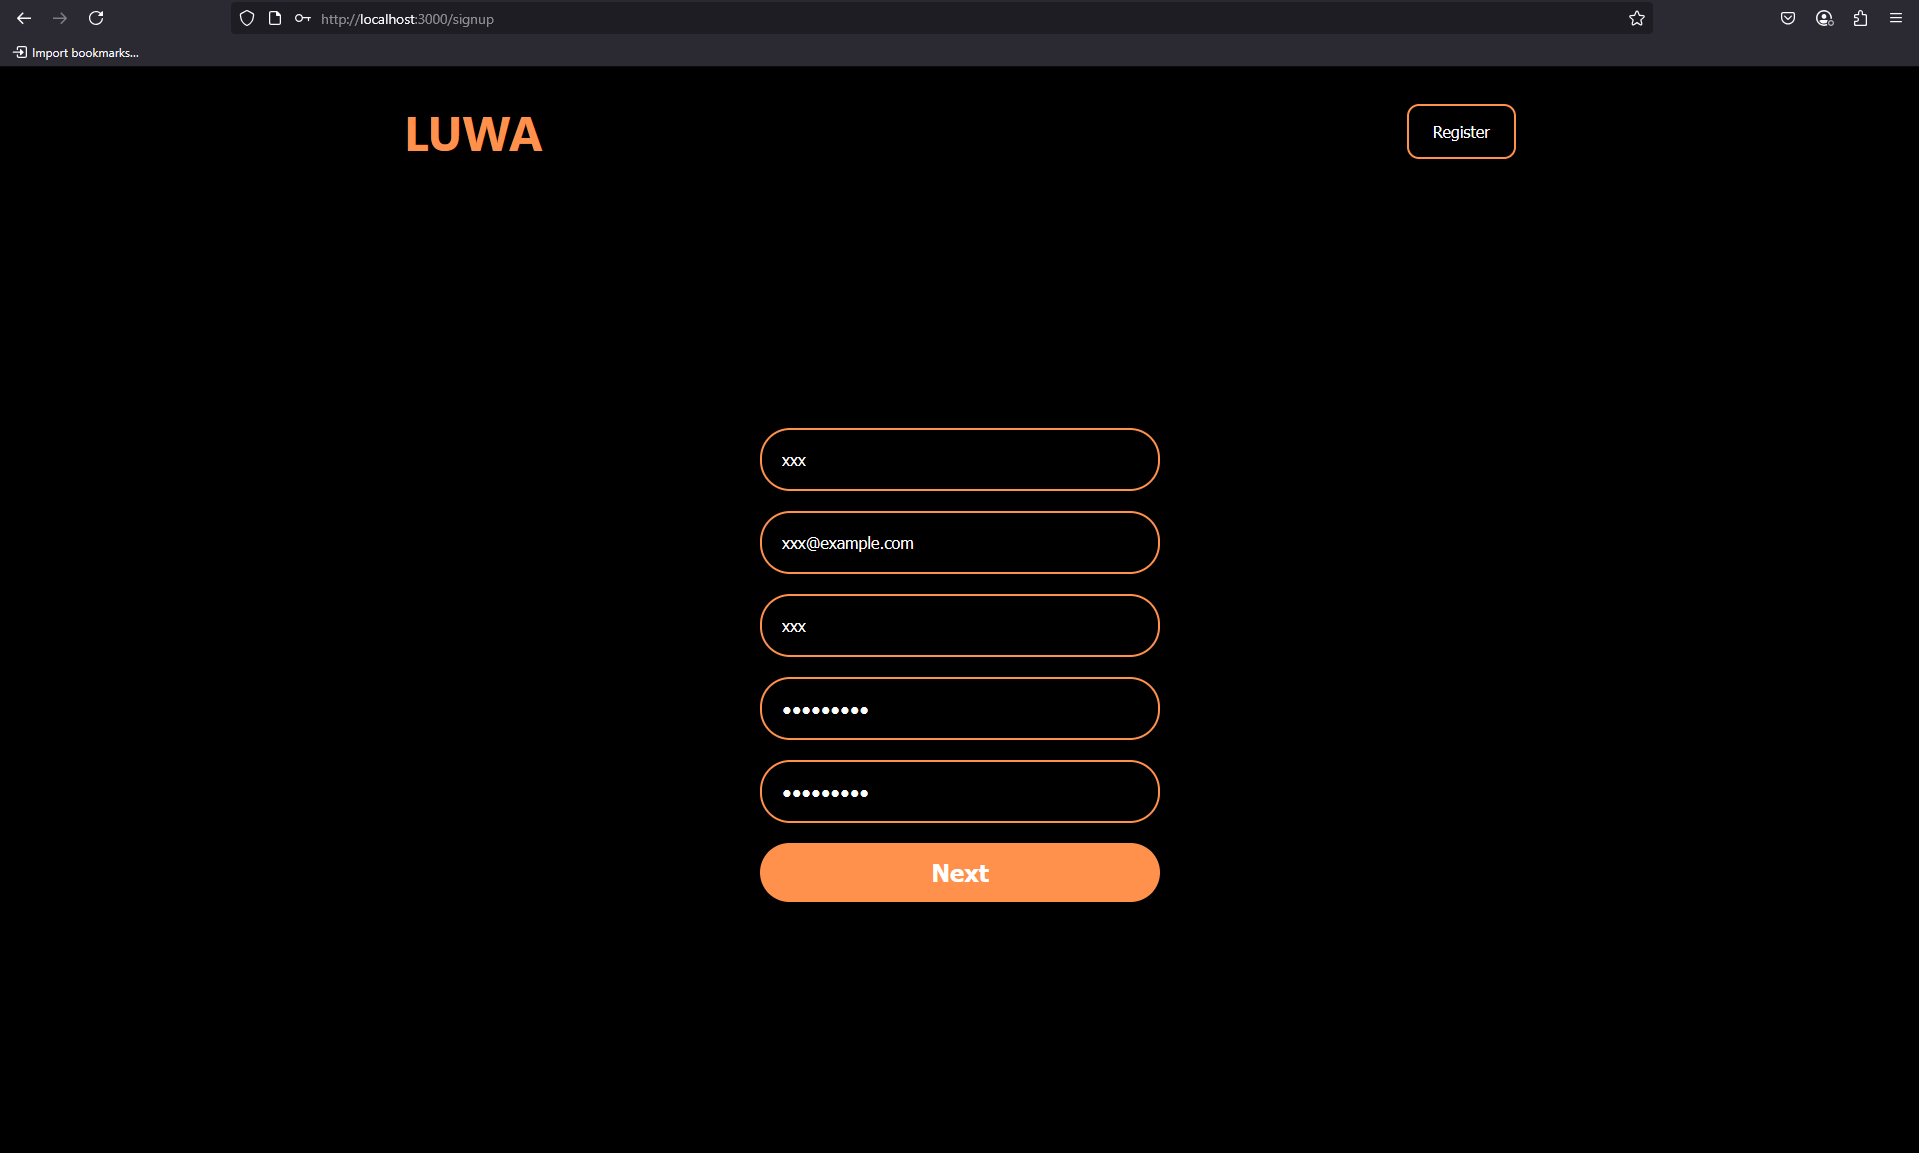 http://localhost:3000/signup
Import bookmarks...
LUWA
Register
xxx
xxx@example.com
xxx
•••••••••
•••••••••
Next